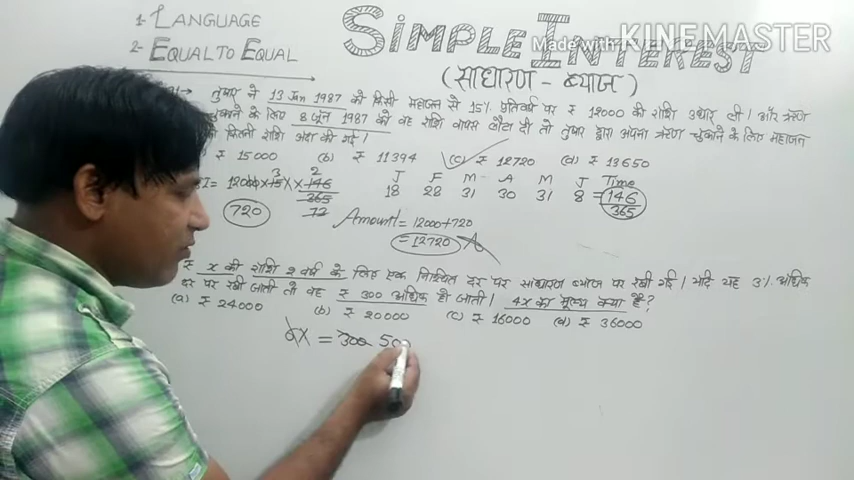 1- LANGUAGE
2- EQUAL TO EQUAL
SIMPLE INTEREST
Made with KINEMASTER
(साधारण - ब्याज)
तुषार ने 13 Jan 1987 को किसी महाजन से 15% प्रतिवर्ष पर ₹ 12000 की राशि उधार ली। और ऋण
चुकाने के लिए 8 जून 1987 को वह राशि वापस लौटा दी तो तुषार द्वारा अपना ऋण चुकाने के लिए महाजन
कितनी राशि अदा की गई।
₹ 15000 (b) ₹ 11394 (c) ₹ 12720 (d) ₹ 13650
J F M A M J Time
18 28 31 30 31 8 = 146/365
720
Amount = 12000+720
= 12720 A
₹ x की राशि 2 वर्ष के लिए एक निश्चित दर पर साधारण ब्याज पर रखी गई। यदि यह 3% अधिक
दर पर रखी जाती तो वह ₹ 300 अधिक हो जाती। 4x का मूल्य क्या है?
(a) ₹ 24000 (b) ₹ 20000 (c) ₹ 16000 (d) ₹ 36000
6X = 300 500